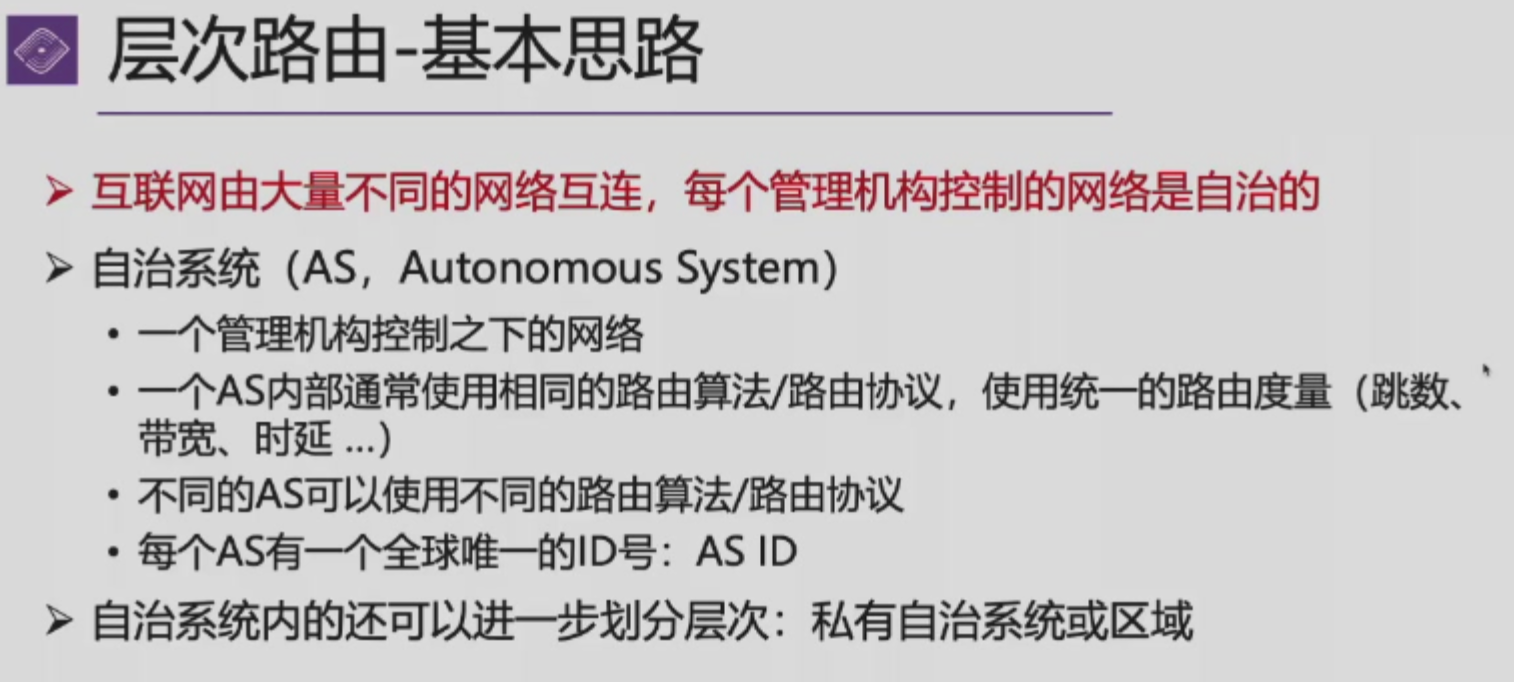 层次路由-基本思路
➢ 互联网由大量不同的网络互连，每个管理机构控制的网络是自治的
➢ 自治系统（AS，Autonomous System）
• 一个管理机构控制之下的网络
• 一个AS内部通常使用相同的路由算法/路由协议，使用统一的路由度量（跳数、
带宽、时延 ...）
• 不同的AS可以使用不同的路由算法/路由协议
• 每个AS有一个全球唯一的ID号：AS ID
➢ 自治系统内的还可以进一步划分层次：私有自治系统或区域